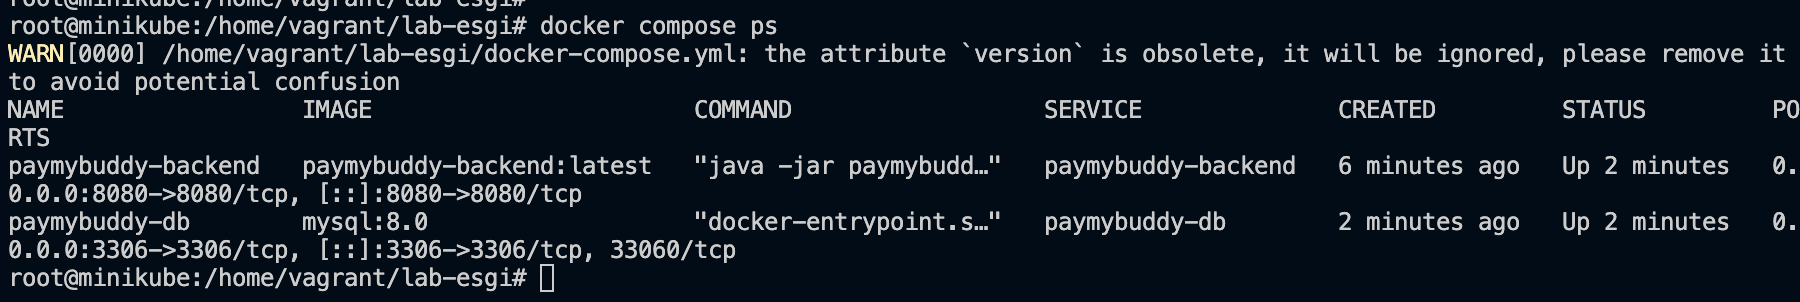 root@minikube:/home/vagrant/lab-esgi#
root@minikube:/home/vagrant/lab-esgi# docker compose ps
WARN[0000] /home/vagrant/lab-esgi/docker-compose.yml: the attribute `version` is obsolete, it will be ignored, please remove it
to avoid potential confusion
NAME                 IMAGE                       COMMAND                  SERVICE              CREATED         STATUS         PO
RTS
paymybuddy-backend   paymybuddy-backend:latest   "java -jar paymybudd…"   paymybuddy-backend   6 minutes ago   Up 2 minutes   0.
0.0.0:8080->8080/tcp, [::]:8080->8080/tcp
paymybuddy-db        mysql:8.0                   "docker-entrypoint.s…"   paymybuddy-db        2 minutes ago   Up 2 minutes   0.
0.0.0:3306->3306/tcp, [::]:3306->3306/tcp, 33060/tcp
root@minikube:/home/vagrant/lab-esgi#